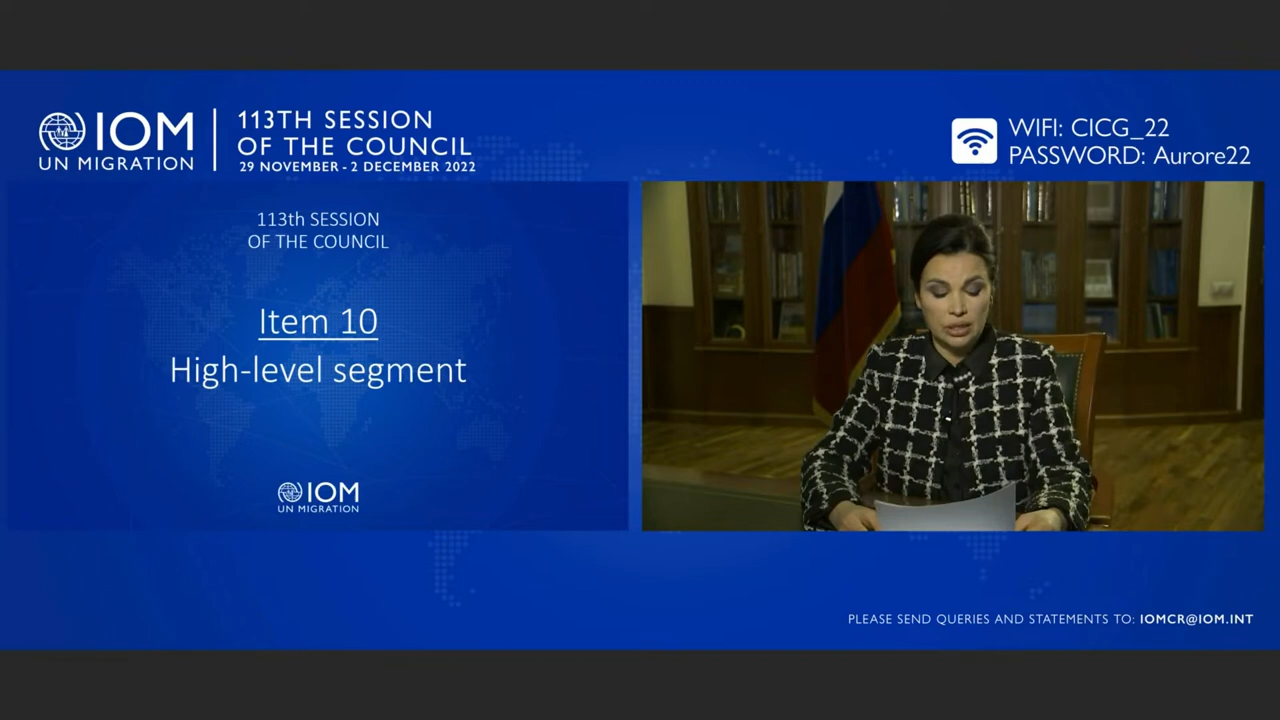 IOM
UN MIGRATION
113TH SESSION
OF THE COUNCIL
29 NOVEMBER - 2 DECEMBER 2022
WIFI: CICG_22
PASSWORD: Aurore22
113th SESSION
OF THE COUNCIL
Item 10
High-level segment
IOM
UN MIGRATION
PLEASE SEND QUERIES AND STATEMENTS TO: IOMCR@IOM.INT